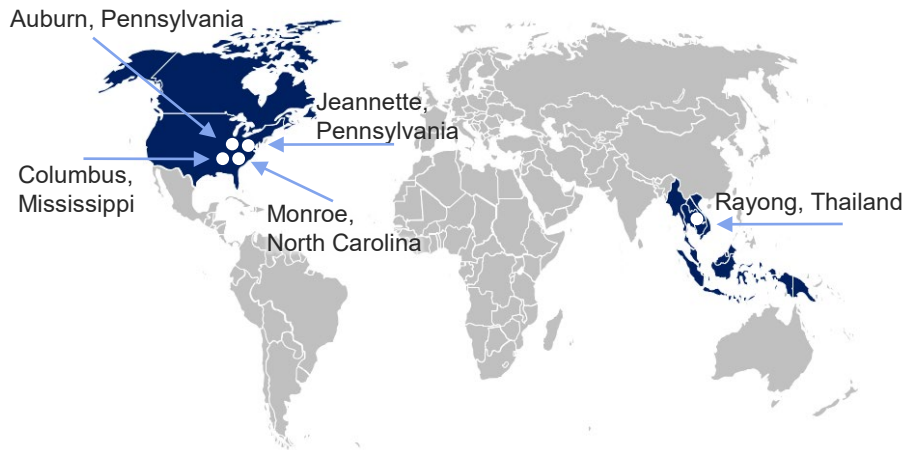 Auburn, Pennsylvania
Jeannette,
Pennsylvania
Columbus,
Mississippi
Monroe,
North Carolina
Rayong, Thailand